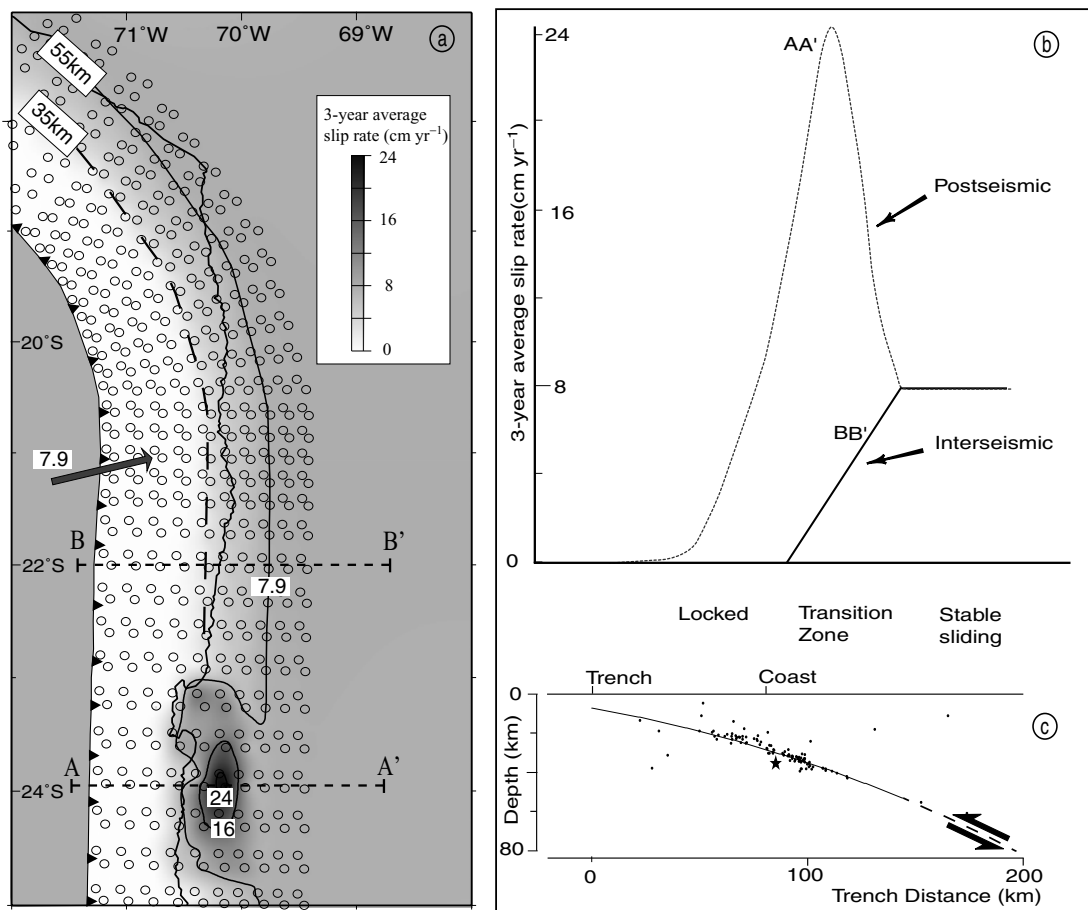 71°W
70°W
69°W
ⓐ
55km
35km
3-year average
slip rate (cm yr⁻¹)
24
16
8
0
20°S
7.9
B
B'
22°S
7.9
A
A'
24°S
24
16
ⓑ
3-year average slip rate(cm yr⁻¹)
24
16
8
0
AA'
Postseismic
BB'
Interseismic
Locked
Transition
Zone
Stable
sliding
Trench
Coast
ⓒ
Depth (km)
0
80
0
100
200
Trench Distance (km)